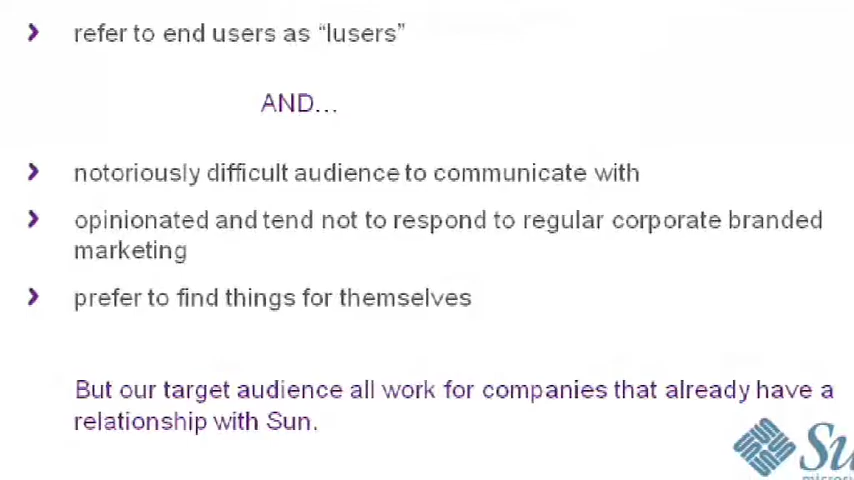 refer to end users as “lusers”
AND...
notoriously difficult audience to communicate with
opinionated and tend not to respond to regular corporate branded
marketing
prefer to find things for themselves
But our target audience all work for companies that already have a
relationship with Sun.